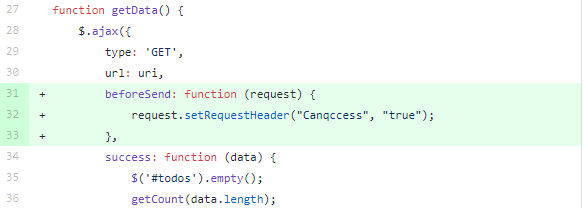 27 function getData() {
28 $.ajax({
29 type: 'GET',
30 url: uri,
31 + beforeSend: function (request) {
32 + request.setRequestHeader("Canqccess", "true");
33 + },
34 success: function (data) {
35 $('#todos').empty();
36 getCount(data.length);